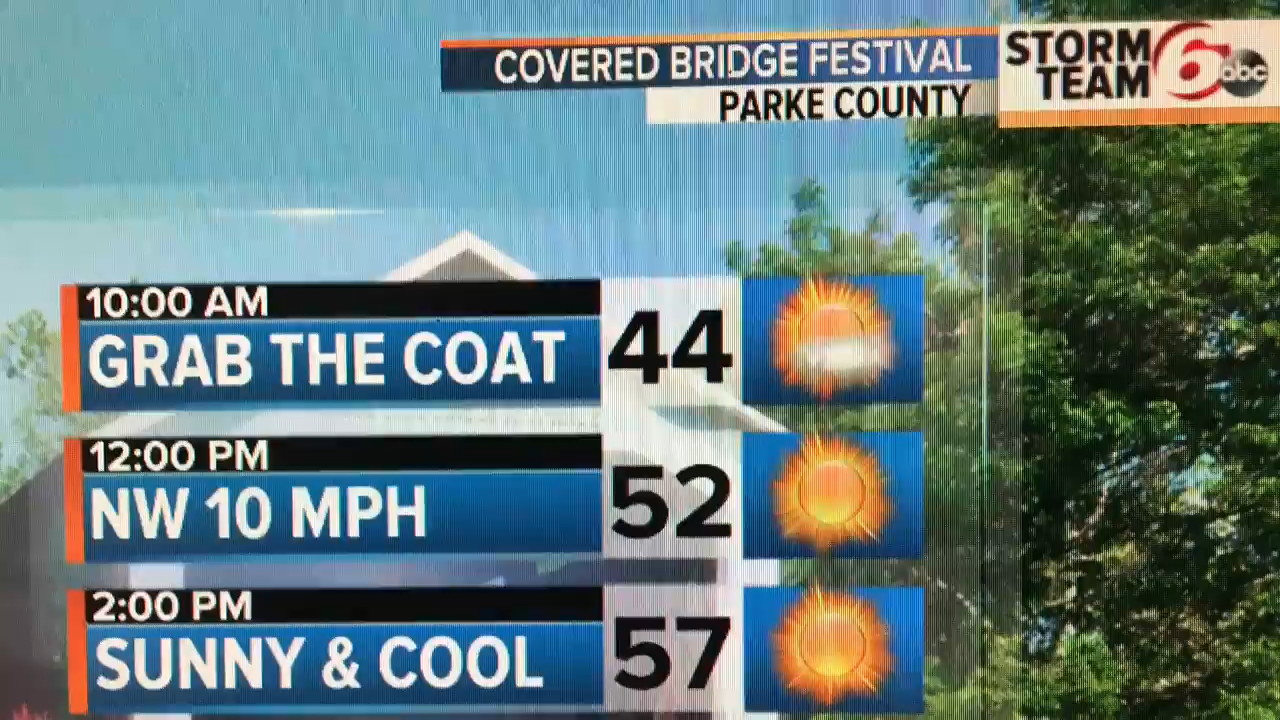 COVERED BRIDGE FESTIVAL
PARKE COUNTY
STORM
TEAM 6 abc
10:00 AM
GRAB THE COAT 44
12:00 PM
NW 10 MPH 52
2:00 PM
SUNNY & COOL 57